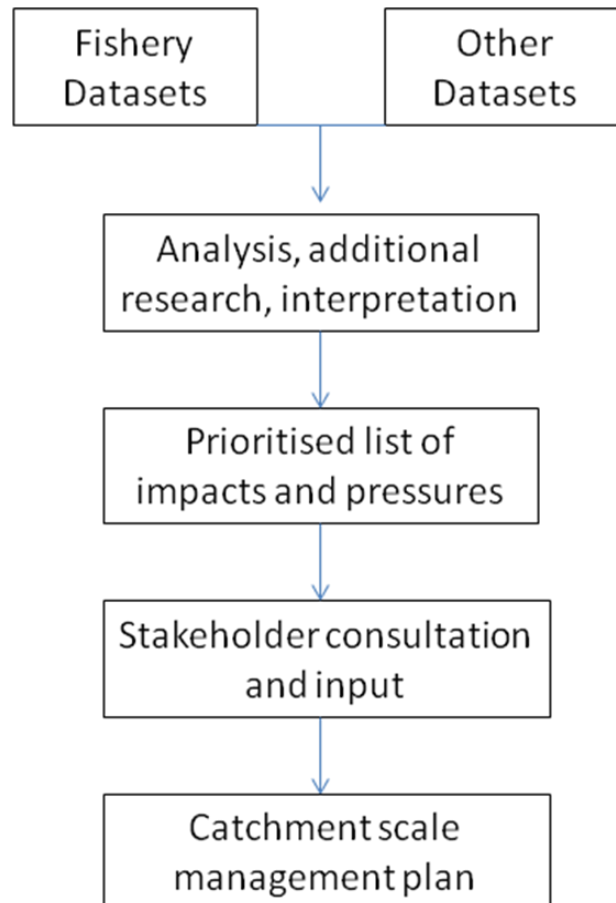 Fishery
Datasets
Other
Datasets
Analysis, additional
research, interpretation
Prioritised list of
impacts and pressures
Stakeholder consultation
and input
Catchment scale
management plan